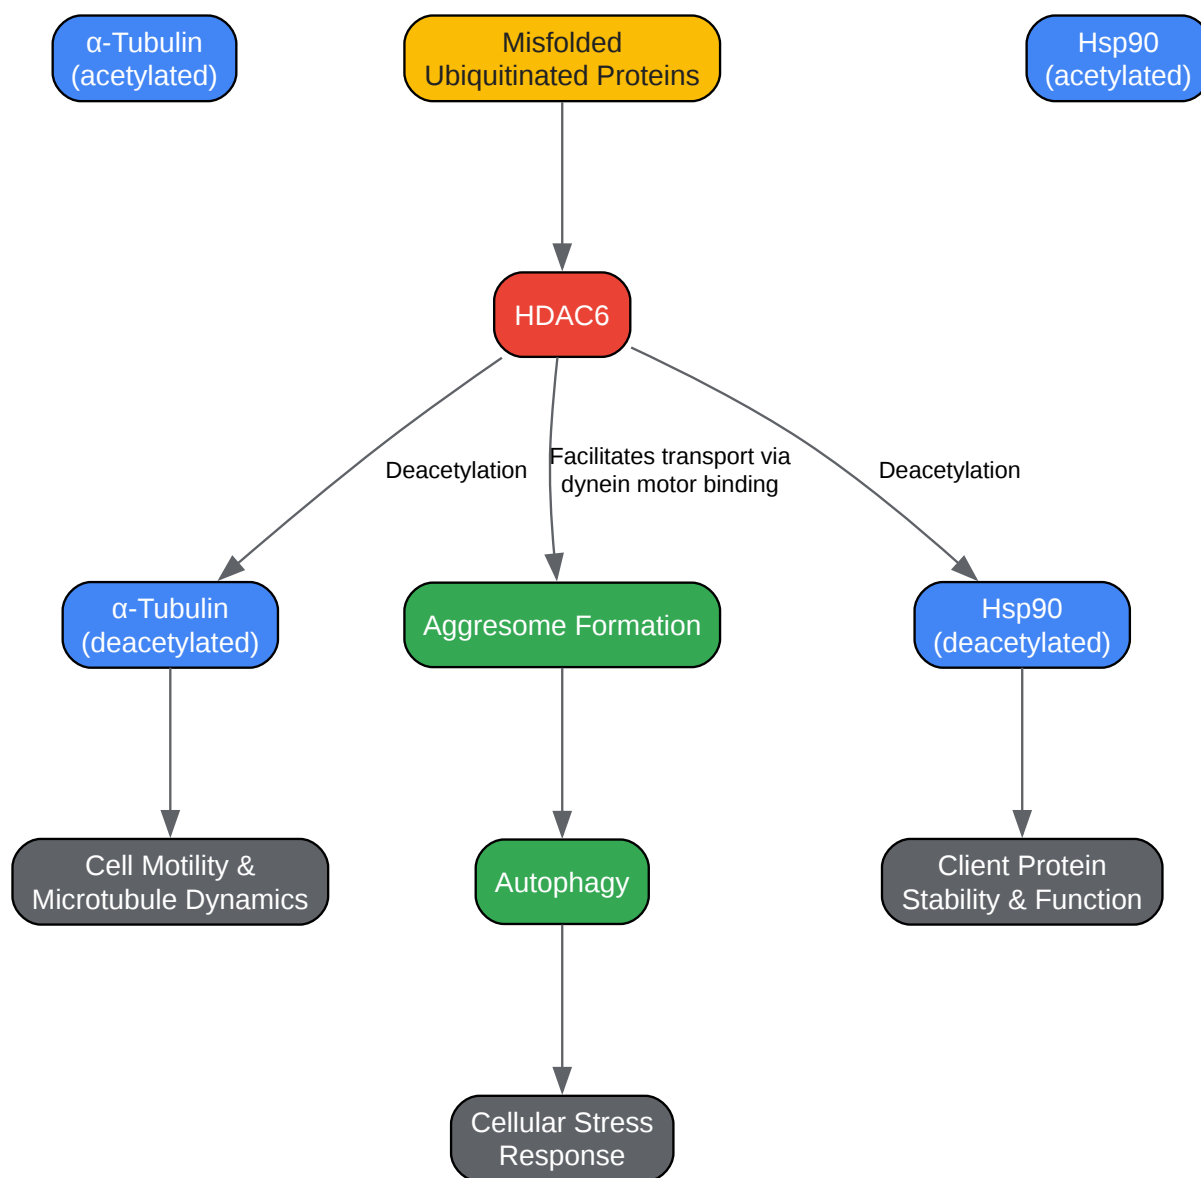 α-Tubulin
(acetylated)
Misfolded
Ubiquitinated Proteins
Hsp90
(acetylated)
HDAC6
Deacetylation
Facilitates transport via
dynein motor binding
Deacetylation
α-Tubulin
(deacetylated)
Aggresome Formation
Hsp90
(deacetylated)
Cell Motility &
Microtubule Dynamics
Autophagy
Client Protein
Stability & Function
Cellular Stress
Response